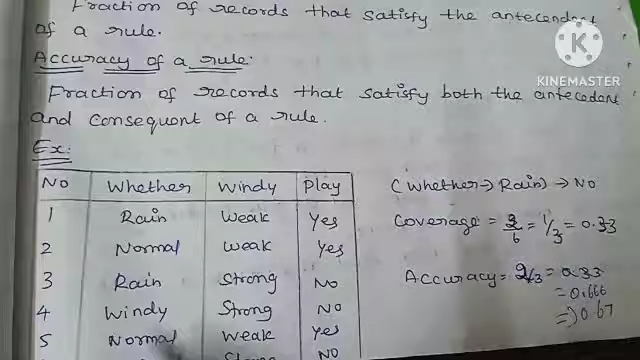 Fraction of records that satisfy the antecedent
of a rule.
Accuracy of a rule.
Fraction of records that satisfy both the antecedent
and consequent of a rule.
Ex:
No Whether Windy Play
1 Rain Weak Yes
2 Normal Weak Yes
3 Rain Strong No
4 Windy Strong No
5 Normal Weak Yes
Strong No
(Whether → Rain) → No
Coverage = /6 = 1/3 = 0.33
Accuracy = 2/3 = 0.33
= 0.666
=) 0.67
KINEMASTER